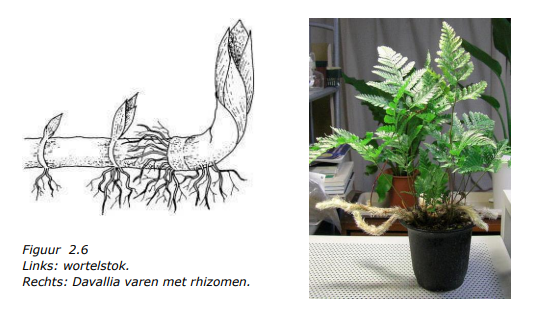 Figuur 2.6
Links: wortelstok.
Rechts: Davallia varen met rhizomen.